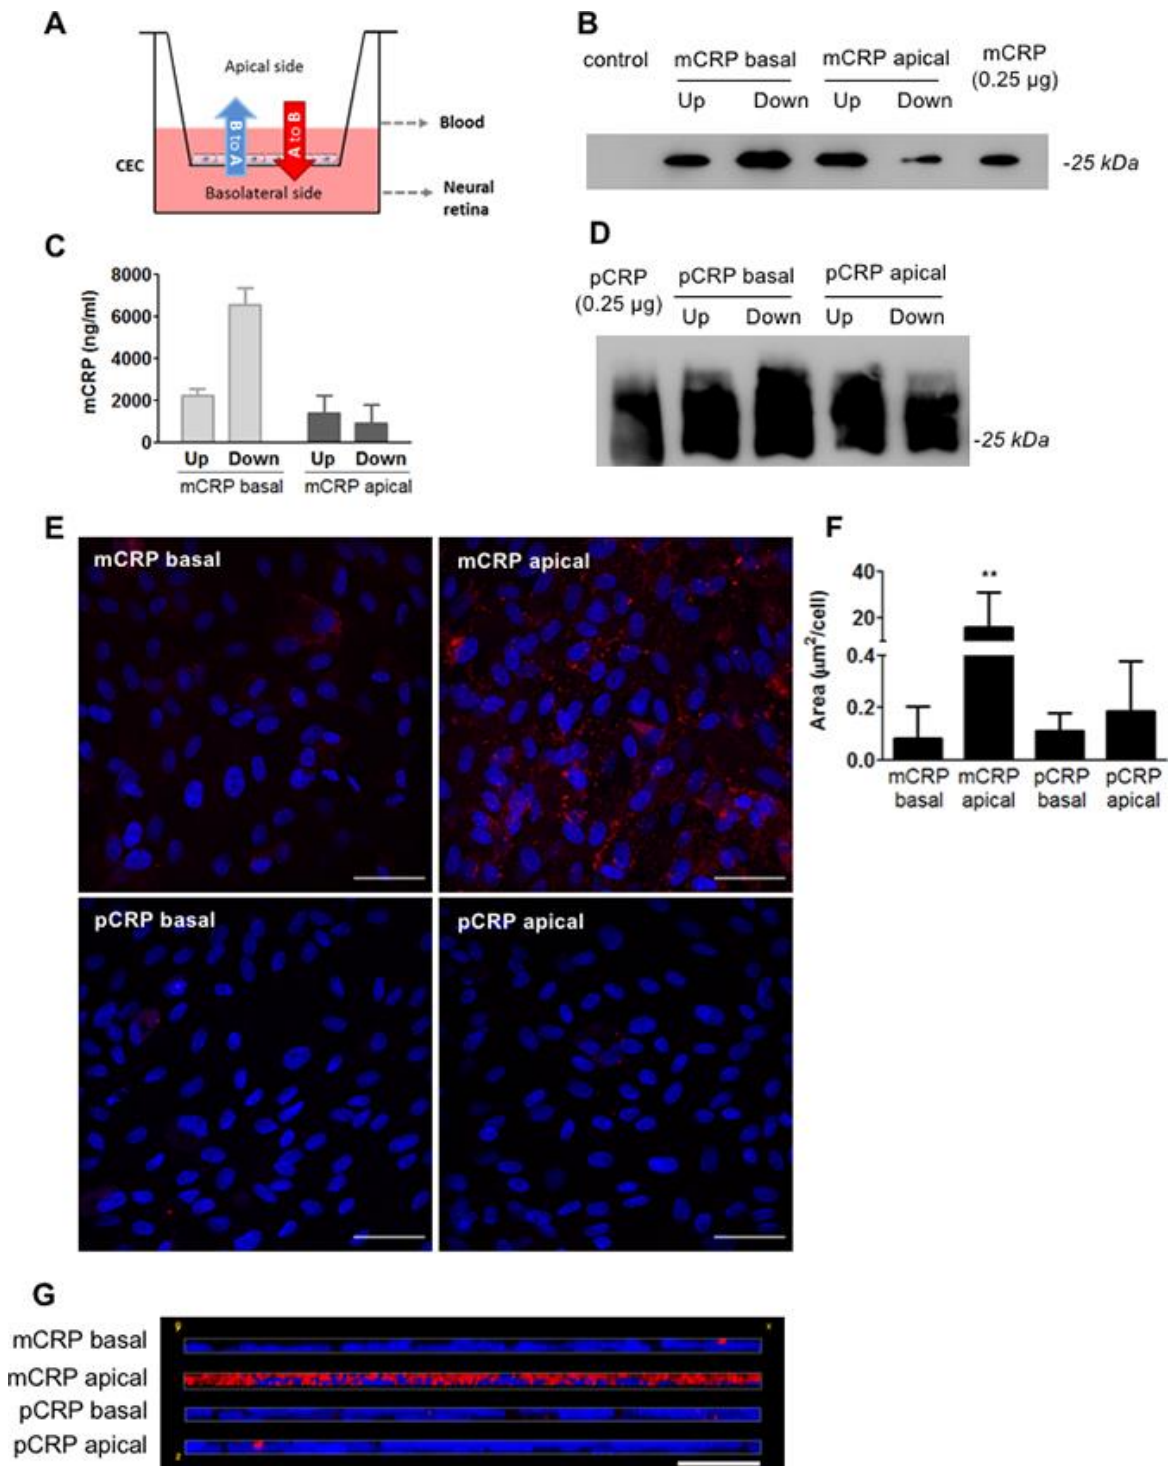 A
Apical side
B to A
A to B
Blood
CEC
Basolateral side
Neural
retina
B
control
mCRP basal
mCRP apical
mCRP
(0.25 µg)
Up
Down
Up
Down
-25 kDa
C
mCRP (ng/ml)
8000
6000
4000
2000
0
Up
Down
Up
Down
mCRP basal
mCRP apical
D
pCRP
(0.25 µg)
pCRP basal
pCRP apical
Up
Down
Up
Down
-25 kDa
E
mCRP basal
mCRP apical
pCRP basal
pCRP apical
F
Area (µm²/cell)
40
20
0.4
0.2
0.0
**
mCRP
basal
mCRP
apical
pCRP
basal
pCRP
apical
G
mCRP basal
mCRP apical
pCRP basal
pCRP apical
x